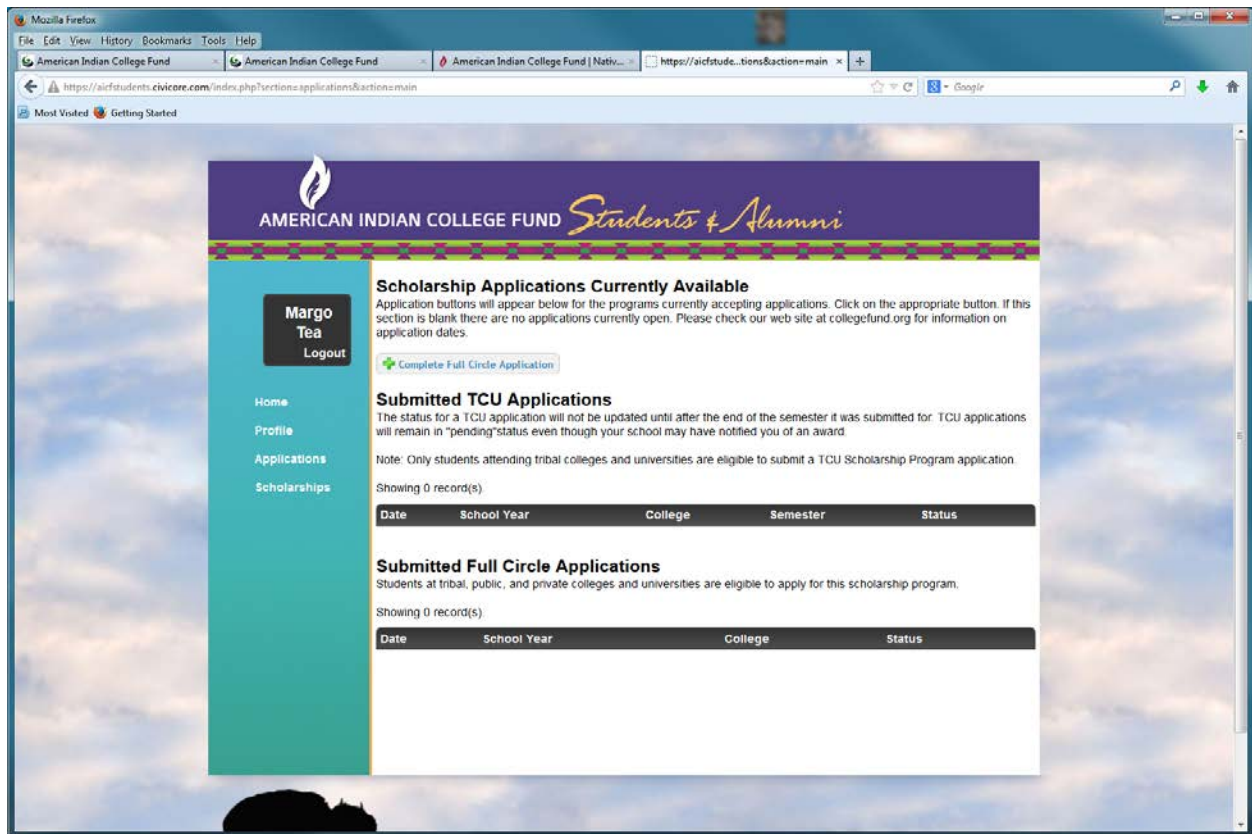 Mozilla Firefox
File Edit View History Bookmarks Tools Help
American Indian College Fund × American Indian College Fund × American Indian College Fund | Nativ... × https://aicfstude...tions&action=main × +
https://aicfstudents.civicore.com/index.php?section=applications&action=main Google
Most Visited Getting Started
AMERICAN INDIAN COLLEGE FUND Students & Alumni
Margo
Tea
Logout
Home
Profile
Applications
Scholarships
Scholarship Applications Currently Available
Application buttons will appear below for the programs currently accepting applications. Click on the appropriate button. If this
section is blank there are no applications currently open. Please check our web site at collegefund.org for information on
application dates.
Complete Full Circle Application
Submitted TCU Applications
The status for a TCU application will not be updated until after the end of the semester it was submitted for. TCU applications
will remain in "pending"status even though your school may have notified you of an award.
Note: Only students attending tribal colleges and universities are eligible to submit a TCU Scholarship Program application.
Showing 0 record(s).
Date School Year College Semester Status
Submitted Full Circle Applications
Students at tribal, public, and private colleges and universities are eligible to apply for this scholarship program.
Showing 0 record(s).
Date School Year College Status